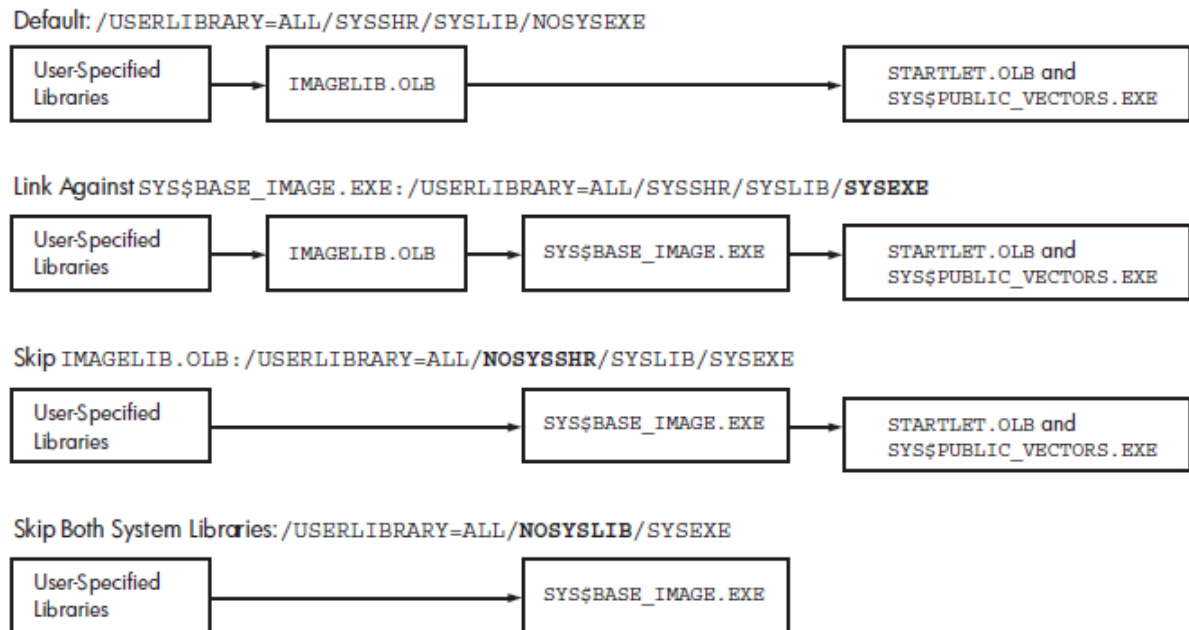 Default: /USERLIBRARY=ALL/SYSSHR/SYSLIB/NOSYSEXE
User-Specified
Libraries
IMAGELIB.OLB
STARTLET.OLB and
SYS$PUBLIC_VECTORS.EXE
Link Against SYS$BASE_IMAGE.EXE:/USERLIBRARY=ALL/SYSSHR/SYSLIB/SYSEXE
User-Specified
Libraries
IMAGELIB.OLB
SYS$BASE_IMAGE.EXE
STARTLET.OLB and
SYS$PUBLIC_VECTORS.EXE
Skip IMAGELIB.OLB:/USERLIBRARY=ALL/NOSYSSHR/SYSLIB/SYSEXE
User-Specified
Libraries
SYS$BASE_IMAGE.EXE
STARTLET.OLB and
SYS$PUBLIC_VECTORS.EXE
Skip Both System Libraries:/USERLIBRARY=ALL/NOSYSLIB/SYSEXE
User-Specified
Libraries
SYS$BASE_IMAGE.EXE